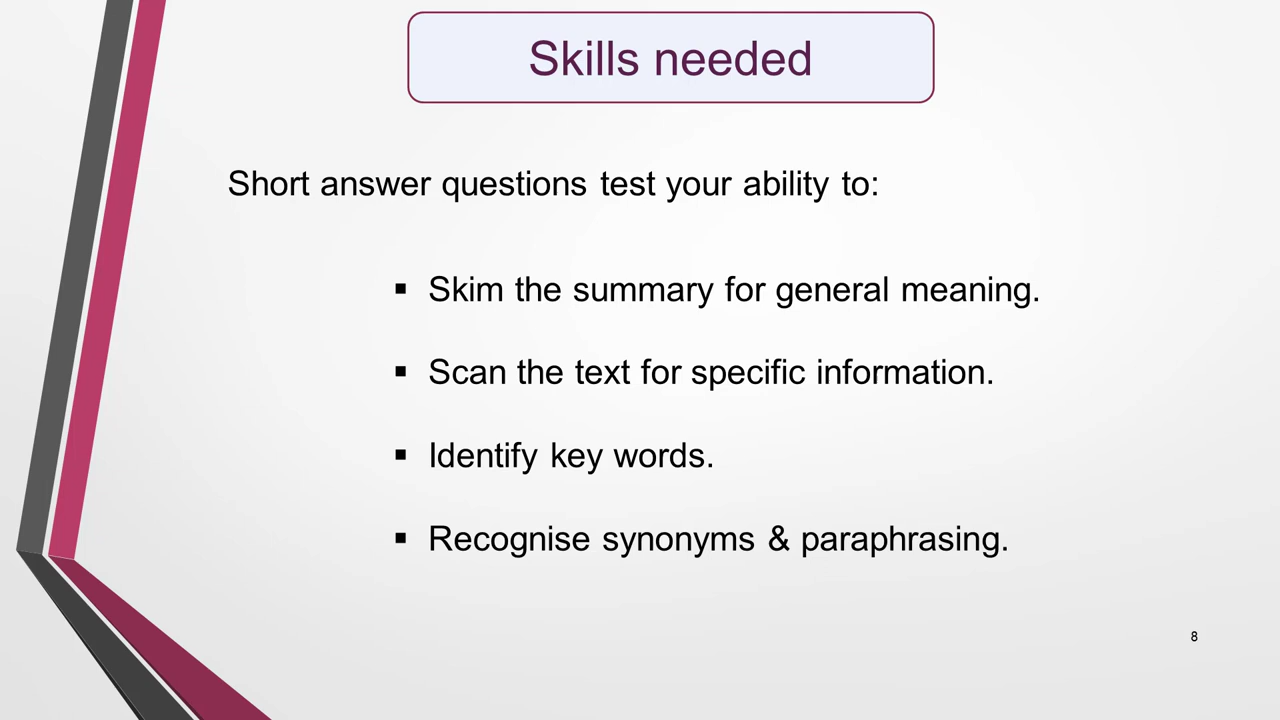 Skills needed
Short answer questions test your ability to:
▪ Skim the summary for general meaning.
▪ Scan the text for specific information.
▪ Identify key words.
▪ Recognise synonyms & paraphrasing.
8